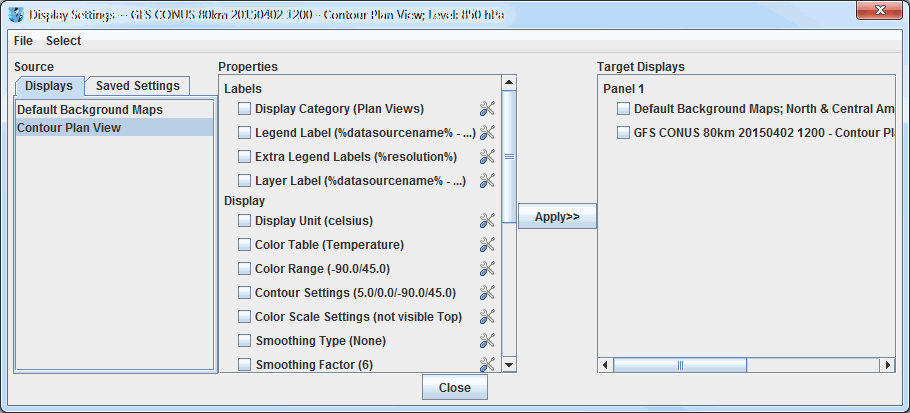 Display Settings -- GFS CONUS 80km 20150402 1200 - Contour Plan View; Level: 850 hPa
File Select
Source
Displays Saved Settings
Default Background Maps
Contour Plan View
Properties
Labels
Display Category (Plan Views)
Legend Label (%datasourcename% - ...)
Extra Legend Labels (%resolution%)
Layer Label (%datasourcename% - ...)
Display
Display Unit (celsius)
Color Table (Temperature)
Color Range (-90.0/45.0)
Contour Settings (5.0/0.0/-90.0/45.0)
Color Scale Settings (not visible Top)
Smoothing Type (None)
Smoothing Factor (6)
Apply>>
Target Displays
Panel 1
Default Background Maps; North & Central Am
GFS CONUS 80km 20150402 1200 - Contour Pl
Close